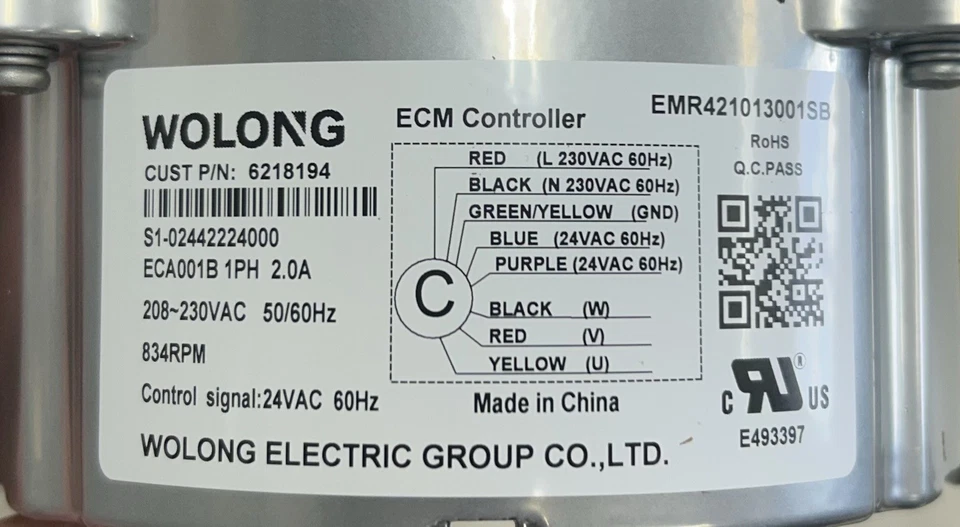 WOLONG
CUST P/N: 6218194
S1-02442224000
ECA001B 1PH 2.0A
208~230VAC 50/60Hz
834RPM
Control signal:24VAC 60Hz
WOLONG ELECTRIC GROUP CO.,LTD.
ECM Controller
RED (L 230VAC 60Hz)
BLACK (N 230VAC 60Hz)
GREEN/YELLOW (GND)
BLUE (24VAC 60Hz)
PURPLE (24VAC 60Hz)
C
BLACK (W)
RED (V)
YELLOW (U)
Made in China
EMR421013001SB
RoHS
Q.C.PASS
c RU ® US
E493397